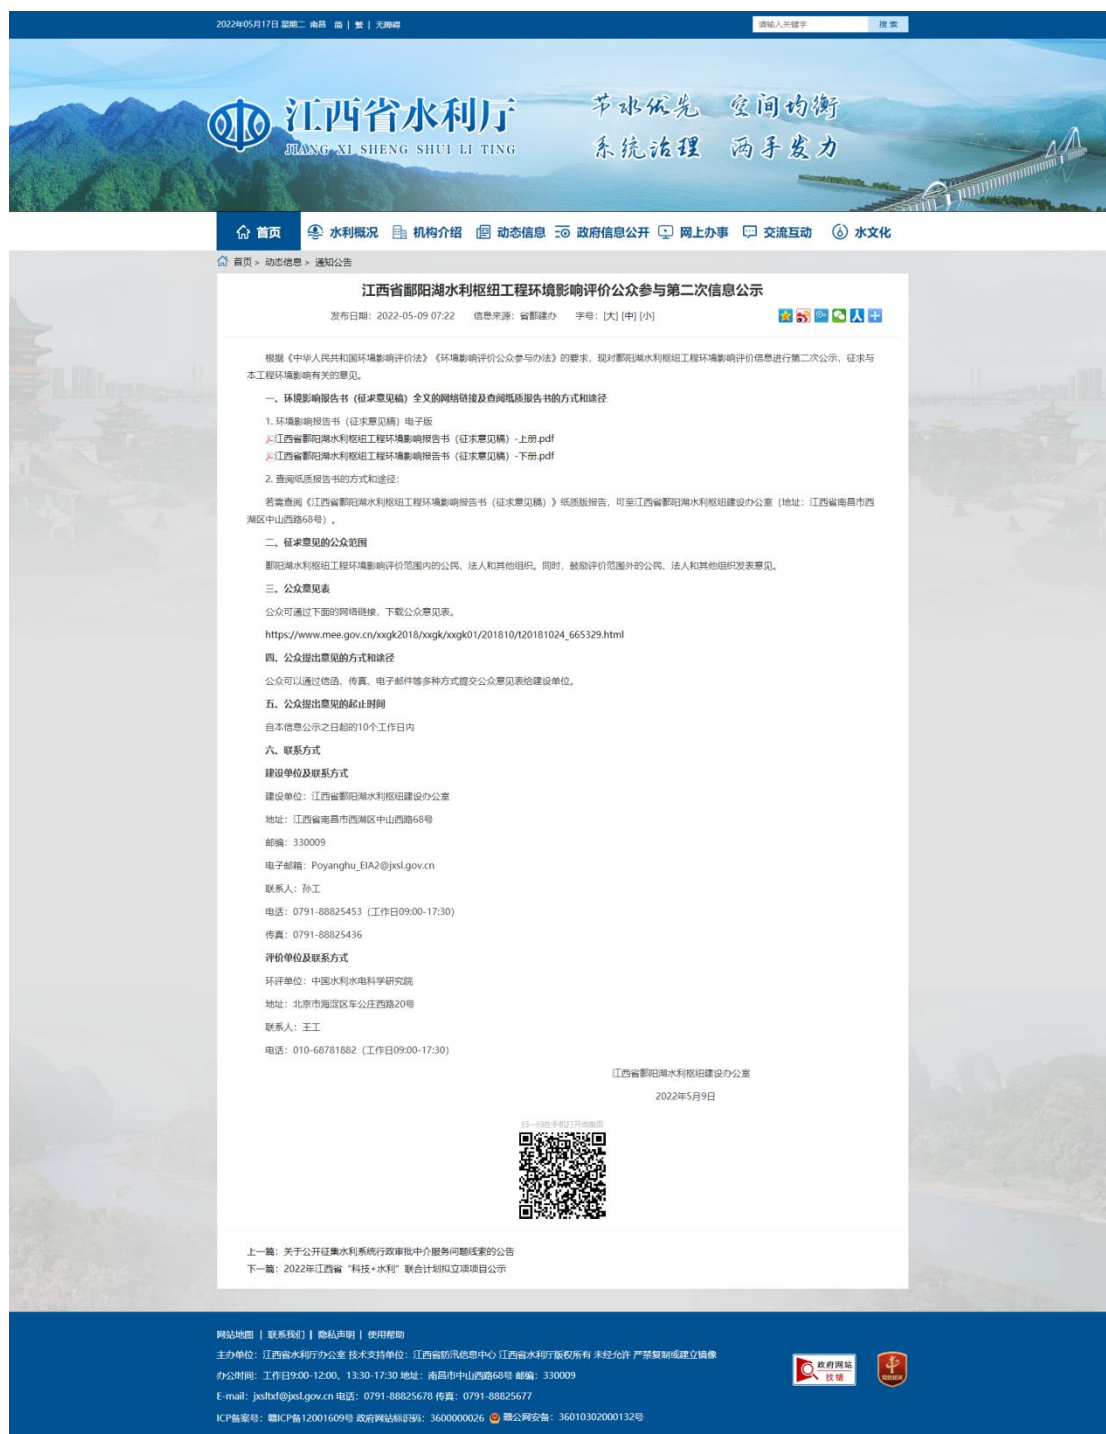 2022年05月17日 星期二 南昌 简 | 繁 | 无障碍
请输入关键字 搜 索
江西省水利厅
JIANG XI SHENG SHUI LI TING
节水优先 空间均衡
系统治理 两手发力
首页 水利概况 机构介绍 动态信息 政府信息公开 网上办事 交流互动 水文化
首页 > 动态信息 > 通知公告
江西省鄱阳湖水利枢纽工程环境影响评价公众参与第二次信息公示
发布日期：2022-05-09 07:22 信息来源：省鄱建办 字号：[大] [中] [小]
根据《中华人民共和国环境影响评价法》《环境影响评价公众参与办法》的要求，现对鄱阳湖水利枢纽工程环境影响评价信息进行第二次公示，征求与
本工程环境影响有关的意见。
一、环境影响报告书（征求意见稿）全文的网络链接及查阅纸质报告书的方式和途径
1. 环境影响报告书（征求意见稿）电子版
江西省鄱阳湖水利枢纽工程环境影响报告书（征求意见稿）-上册.pdf
江西省鄱阳湖水利枢纽工程环境影响报告书（征求意见稿）-下册.pdf
2. 查阅纸质报告书的方式和途径：
若需查阅《江西省鄱阳湖水利枢纽工程环境影响报告书（征求意见稿）》纸质版报告，可至江西省鄱阳湖水利枢纽建设办公室（地址：江西省南昌市西
湖区中山西路68号）。
二、征求意见的公众范围
鄱阳湖水利枢纽工程环境影响评价范围内的公民、法人和其他组织。同时，鼓励评价范围外的公民、法人和其他组织发表意见。
三、公众意见表
公众可通过下面的网络链接，下载公众意见表。
https://www.mee.gov.cn/xxgk2018/xxgk/xxgk01/201810/t20181024_665329.html
四、公众提出意见的方式和途径
公众可以通过信函、传真、电子邮件等多种方式提交公众意见表给建设单位。
五、公众提出意见的起止时间
自本信息公示之日起的10个工作日内
六、联系方式
建设单位及联系方式
建设单位：江西省鄱阳湖水利枢纽建设办公室
地址：江西省南昌市西湖区中山西路68号
邮编：330009
电子邮箱：Poyanghu_EIA2@jxsl.gov.cn
联系人：孙工
电话：0791-88825453（工作日09:00-17:30）
传真：0791-88825436
评价单位及联系方式
环评单位：中国水利水电科学研究院
地址：北京市海淀区车公庄西路20号
联系人：王工
电话：010-68781882（工作日09:00-17:30）
江西省鄱阳湖水利枢纽建设办公室
2022年5月9日
扫一扫在手机打开当前页
上一篇：关于公开征集水利系统行政审批中介服务问题线索的公告
下一篇：2022年江西省“科技+水利”联合计划拟立项项目公示
网站地图 | 联系我们 | 隐私声明 | 使用帮助
主办单位：江西省水利厅办公室 技术支持单位：江西省防汛信息中心 江西省水利厅版权所有 未经允许 严禁复制或建立镜像
办公时间：工作日9:00-12:00、13:30-17:30 地址：南昌市中山西路68号 邮编：330009
E-mail：jxsltxf@jxsl.gov.cn 电话：0791-88825678 传真：0791-88825677
ICP备案号：赣ICP备12001609号 政府网站标识码：3600000026 赣公网安备：36010302000132号
政府网站
找错
党政机关